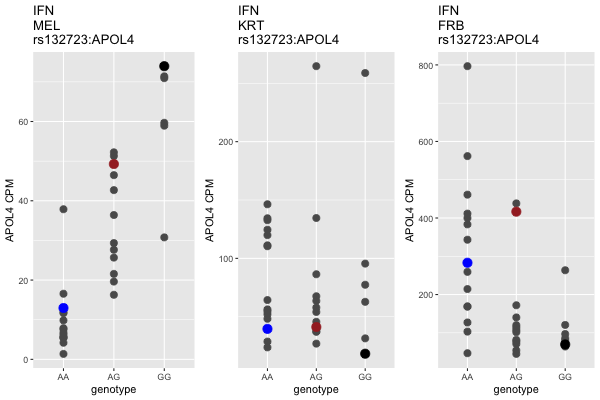 IFN
MEL
rs132723:APOL4
APOL4 CPM
60
40
20
0
AA
AG
GG
genotype
IFN
KRT
rs132723:APOL4
APOL4 CPM
200
100
AA
AG
GG
genotype
IFN
FRB
rs132723:APOL4
APOL4 CPM
800
600
400
200
AA
AG
GG
genotype